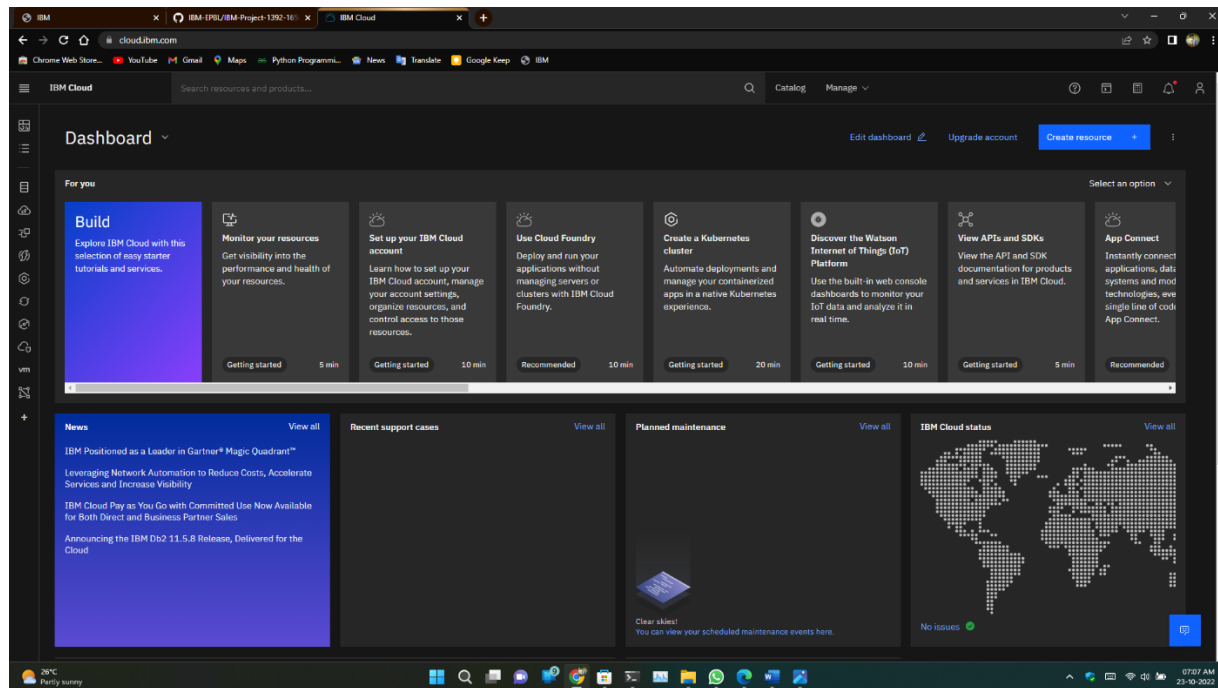 IBM
IBM-EPBL/IBM-Project-1392-165
IBM Cloud
cloud.ibm.com
Chrome Web Store...
YouTube
Gmail
Maps
Python Programmi...
News
Translate
Google Keep
IBM
IBM Cloud
Search resources and products...
Catalog
Manage
Dashboard
Edit dashboard
Upgrade account
Create resource +
For you
Select an option
Build
Explore IBM Cloud with this
selection of easy starter
tutorials and services.
Monitor your resources
Get visibility into the
performance and health of
your resources.
Getting started 5 min
Set up your IBM Cloud
account
Learn how to set up your
IBM Cloud account, manage
your account settings,
organize resources, and
control access to those
resources.
Getting started 10 min
Use Cloud Foundry
Deploy and run your
applications without
managing servers or
clusters with IBM Cloud
Foundry.
Recommended 10 min
Create a Kubernetes
cluster
Automate deployments and
manage your containerized
apps in a native Kubernetes
experience.
Getting started 20 min
Discover the Watson
Internet of Things (IoT)
Platform
Use the built-in web console
dashboards to monitor your
IoT data and analyze it in
real time.
Getting started 10 min
View APIs and SDKs
View the API and SDK
documentation for products
and services in IBM Cloud.
Getting started 5 min
App Connect
Instantly connect
applications, data
systems and mod
technologies, eve
single line of code
App Connect.
Recommended
vm
News View all
IBM Positioned as a Leader in Gartner® Magic Quadrant™
Leveraging Network Automation to Reduce Costs, Accelerate
Services and Increase Visibility
IBM Cloud Pay as You Go with Committed Use Now Available
for Both Direct and Business Partner Sales
Announcing the IBM Db2 11.5.8 Release, Delivered for the
Cloud
Recent support cases View all
Planned maintenance View all
Clear skies!
You can view your scheduled maintenance events here.
IBM Cloud status View all
No issues
26°C
Partly sunny
07:07 AM
23-10-2022